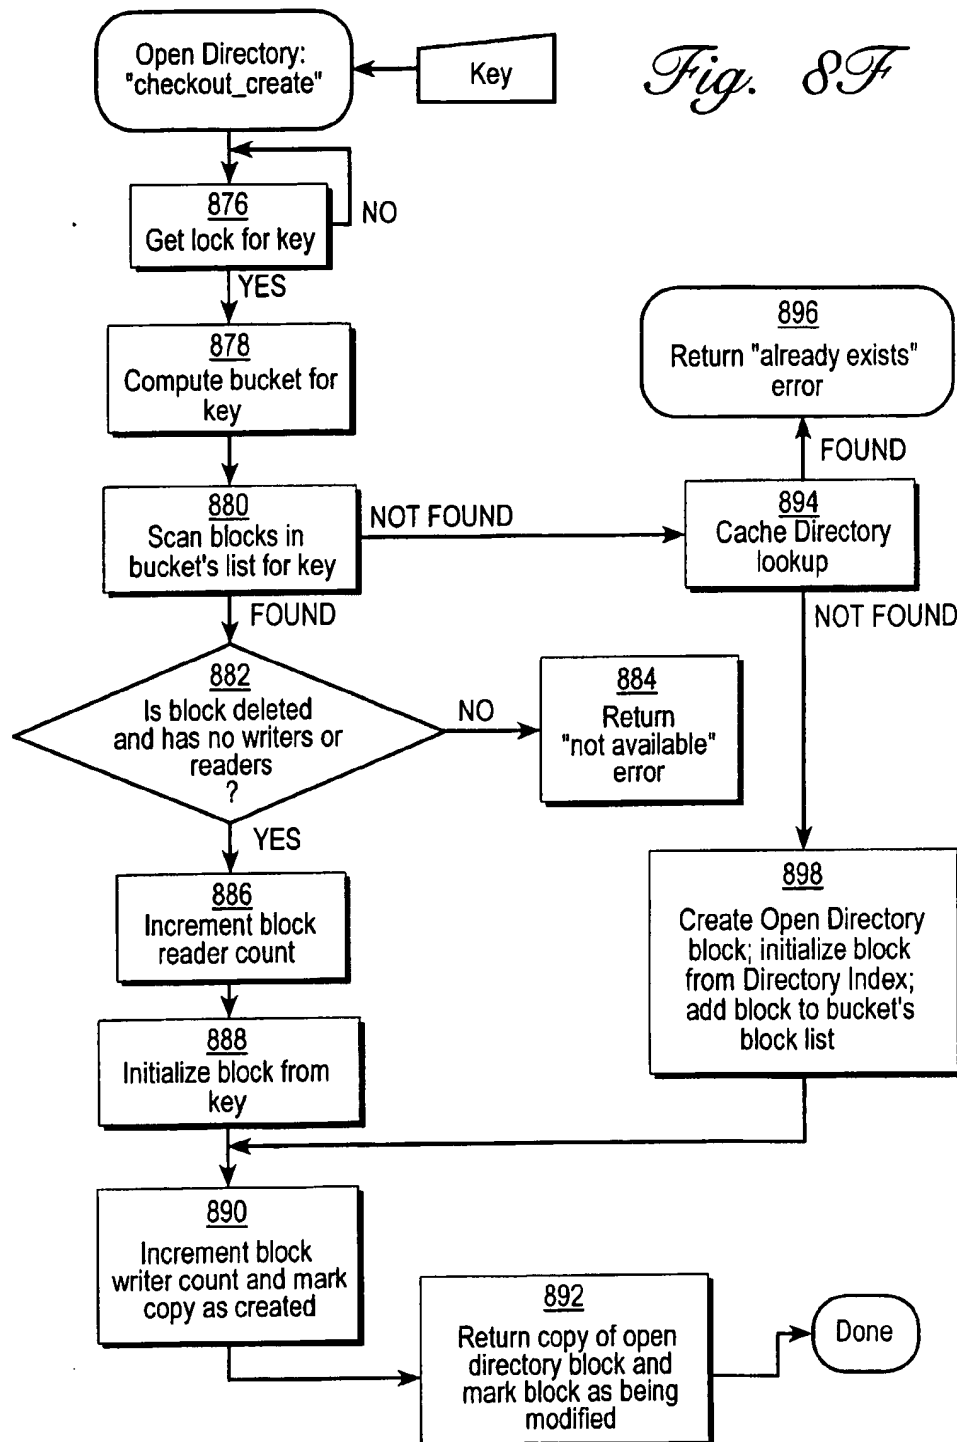 Open Directory:
"checkout_create"
Key
Fig. 8F
876
Get lock for key
NO
YES
878
Compute bucket for
key
896
Return "already exists"
error
FOUND
880
Scan blocks in
bucket's list for key
NOT FOUND
894
Cache Directory
lookup
FOUND
NOT FOUND
882
Is block deleted
and has no writers or
readers
?
NO
884
Return
"not available"
error
YES
886
Increment block
reader count
898
Create Open Directory
block; initialize block
from Directory Index;
add block to bucket's
block list
888
Initialize block from
key
890
Increment block
writer count and mark
copy as created
892
Return copy of open
directory block and
mark block as being
modified
Done